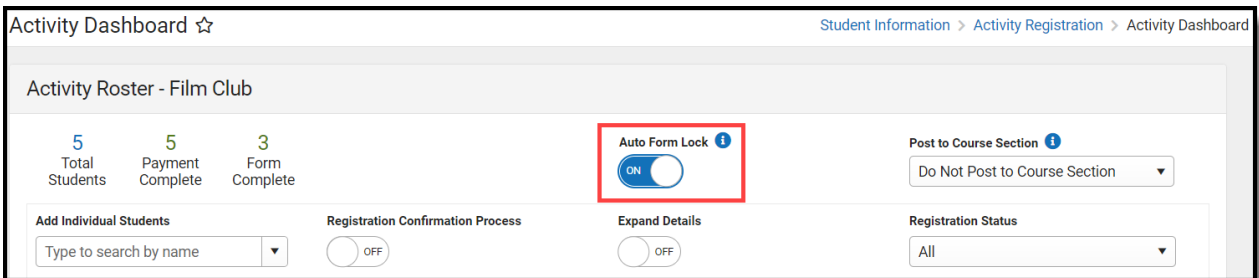 Activity Dashboard
Student Information > Activity Registration > Activity Dashboard
Activity Roster - Film Club
5
Total
Students
5
Payment
Complete
3
Form
Complete
Auto Form Lock
ON
Post to Course Section
Do Not Post to Course Section
Add Individual Students
Type to search by name
Registration Confirmation Process
OFF
Expand Details
OFF
Registration Status
All